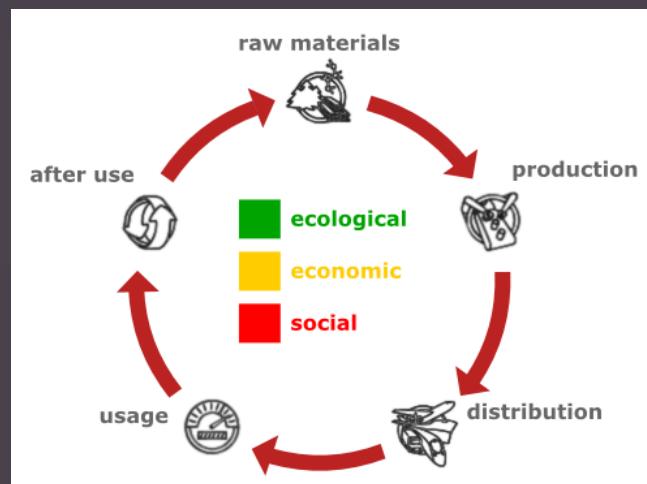 raw materials
production
distribution
usage
after use
ecological
economic
social